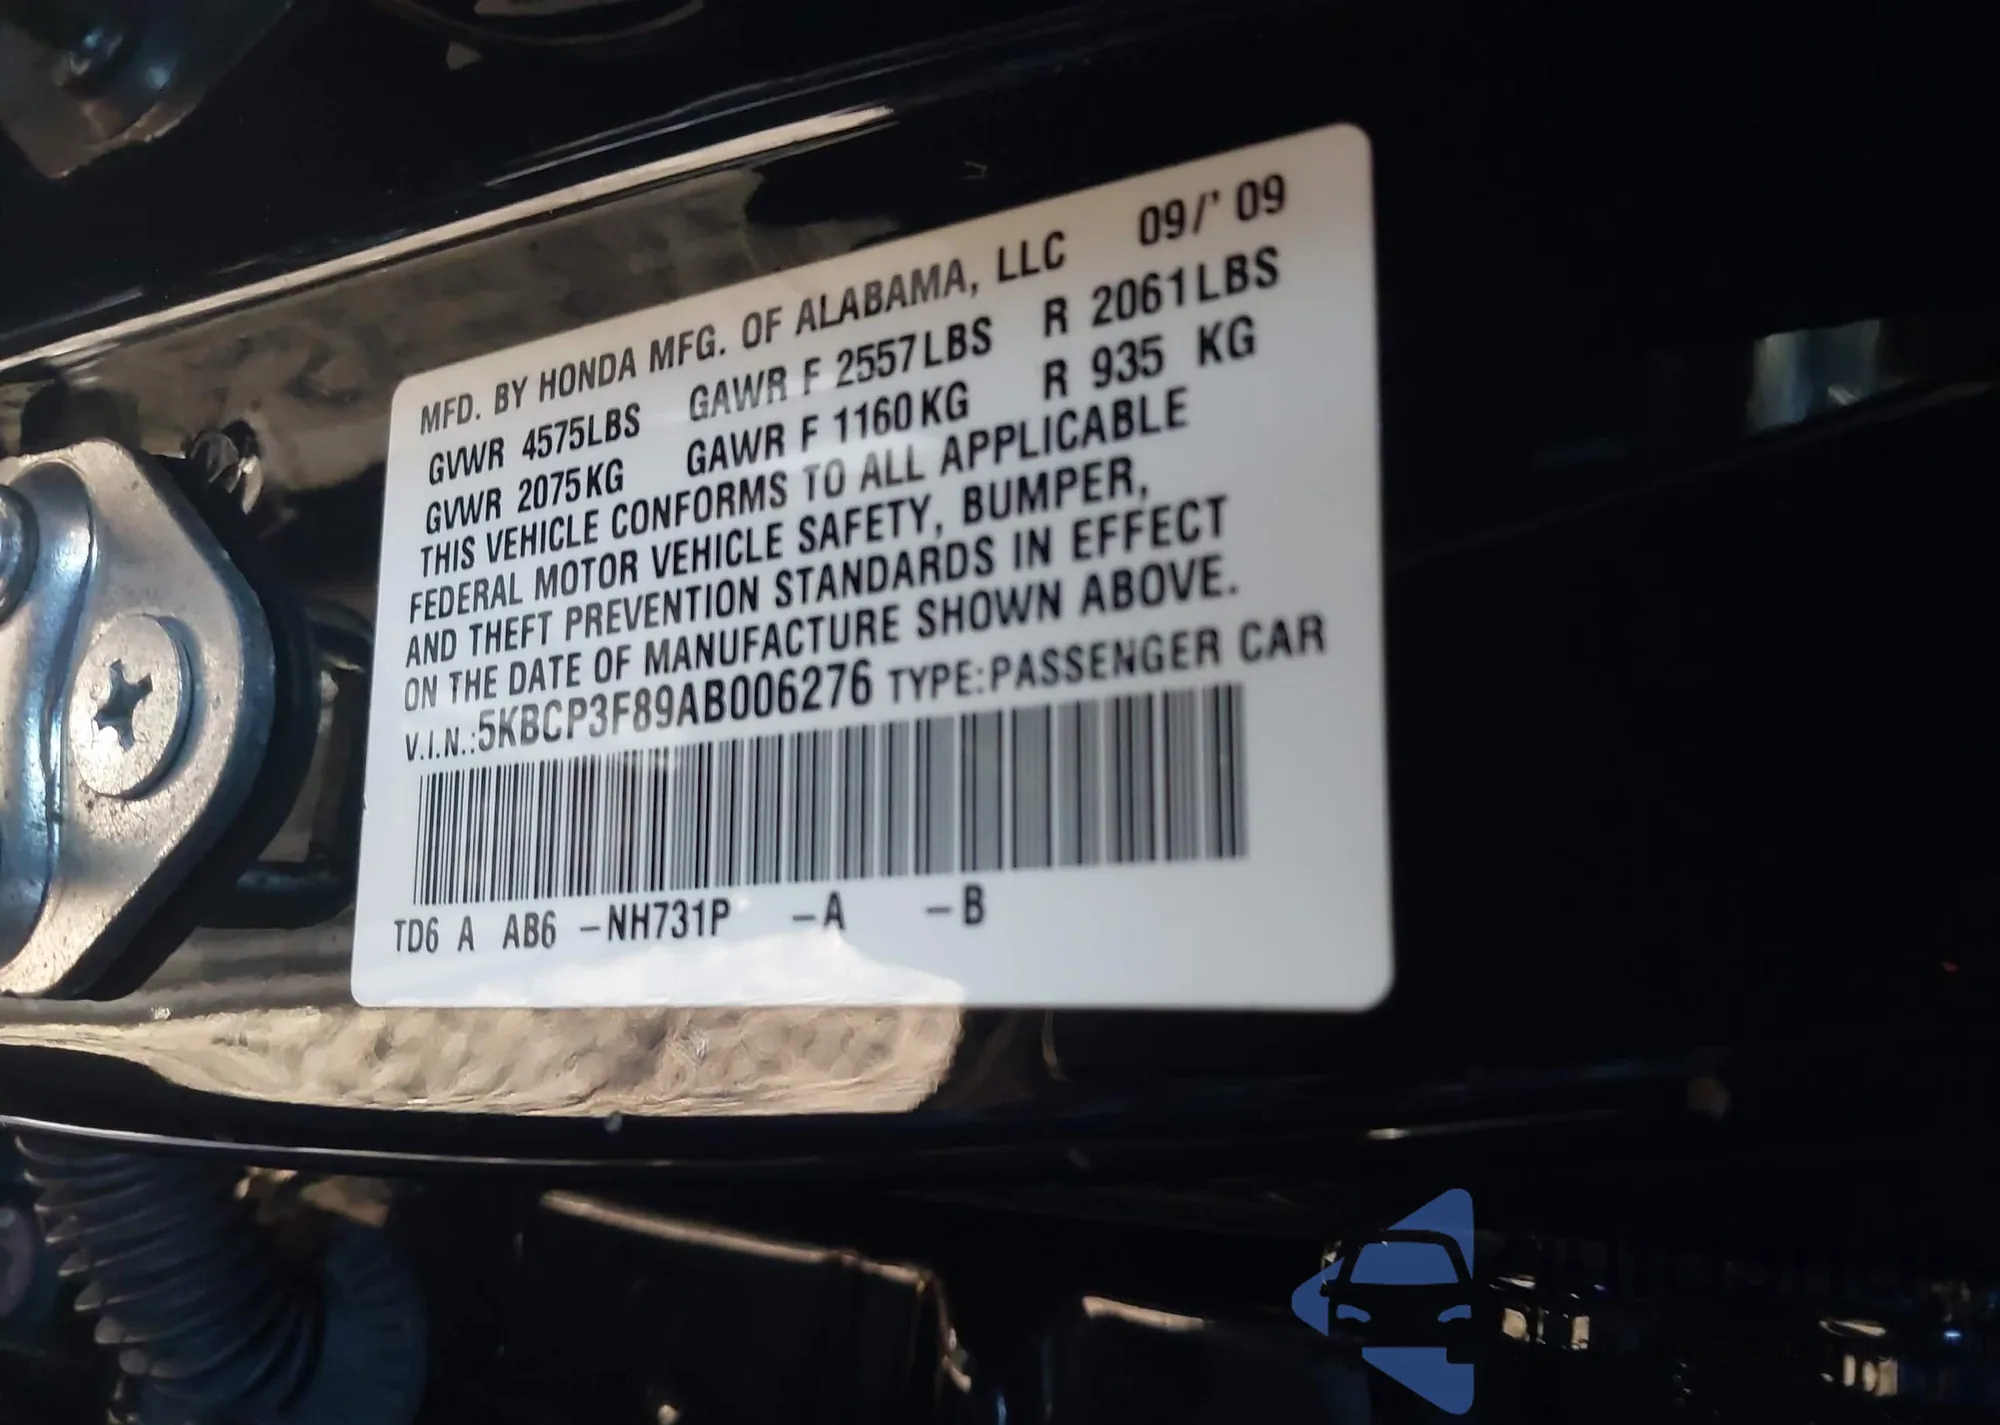 MFD. BY HONDA MFG. OF ALABAMA, LLC 09/'09
GVWR 4575LBS GAWR F 2557LBS R 2061LBS
GVWR 2075KG GAWR F 1160KG R 935 KG
THIS VEHICLE CONFORMS TO ALL APPLICABLE
FEDERAL MOTOR VEHICLE SAFETY, BUMPER,
AND THEFT PREVENTION STANDARDS IN EFFECT
ON THE DATE OF MANUFACTURE SHOWN ABOVE.
V.I.N.:5KBCP3F89AB006276 TYPE:PASSENGER CAR
TD6 A AB6 -NH731P -A -B